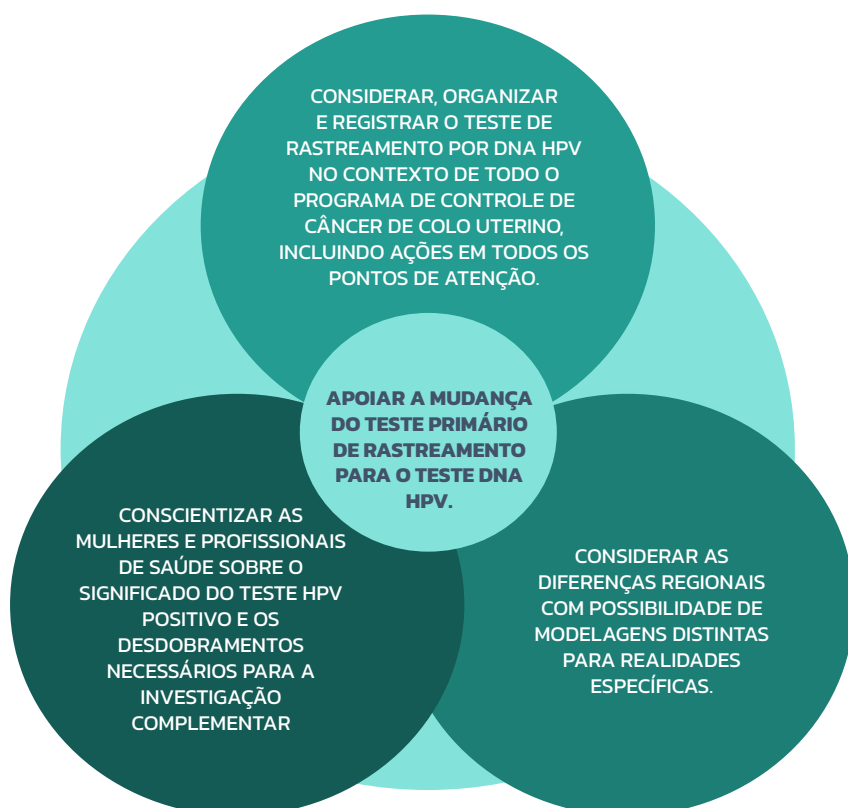 CONSIDERAR, ORGANIZAR
E REGISTRAR O TESTE DE
RASTREAMENTO POR DNA HPV
NO CONTEXTO DE TODO O
PROGRAMA DE CONTROLE DE
CÂNCER DE COLO UTERINO,
INCLUINDO AÇÕES EM TODOS OS
PONTOS DE ATENÇÃO.
APOIAR A MUDANÇA
DO TESTE PRIMÁRIO
DE RASTREAMENTO
PARA O TESTE DNA
HPV.
CONSCIENTIZAR AS
MULHERES E PROFISSIONAIS
DE SAÚDE SOBRE O
SIGNIFICADO DO TESTE HPV
POSITIVO E OS
DESDOBRAMENTOS
NECESSÁRIOS PARA A
INVESTIGAÇÃO
COMPLEMENTAR
CONSIDERAR AS
DIFERENÇAS REGIONAIS
COM POSSIBILIDADE DE
MODELAGENS DISTINTAS
PARA REALIDADES
ESPECÍFICAS.